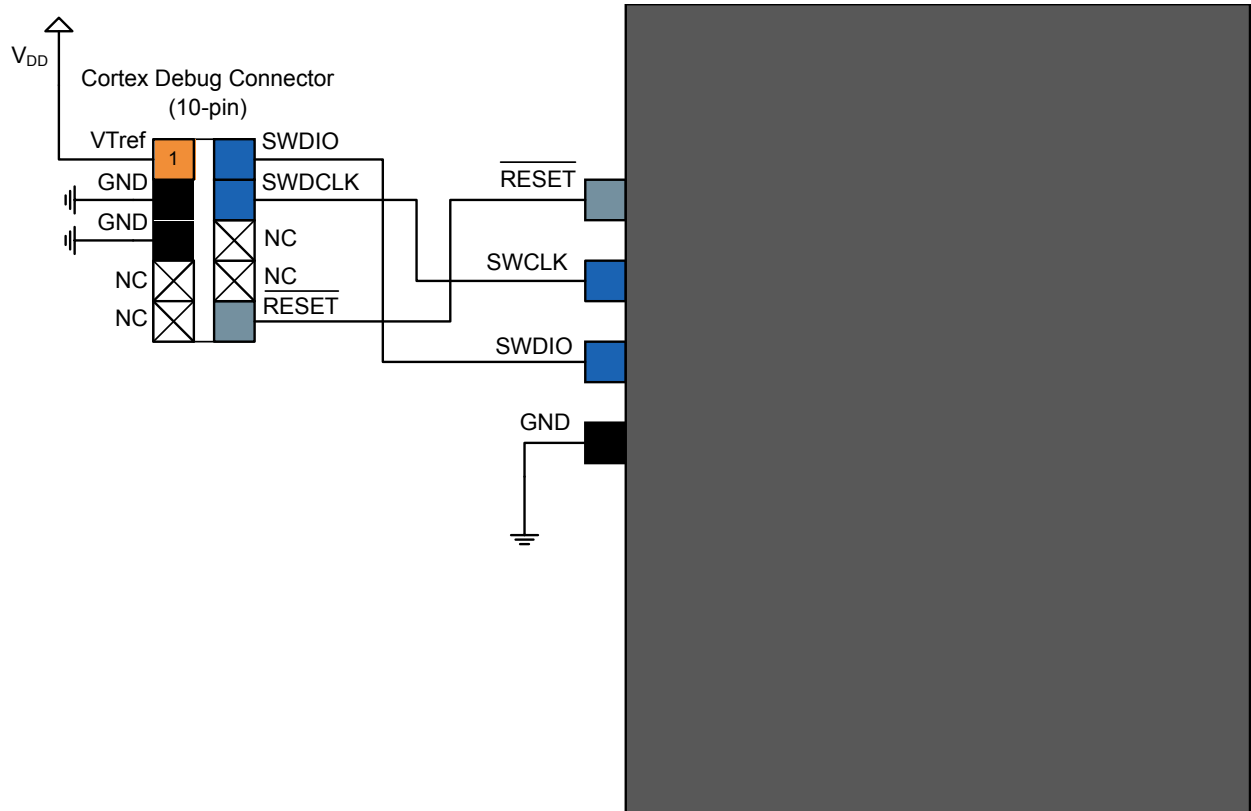 VDD
Cortex Debug Connector
(10-pin)
VTref
1
SWDIO
GND
SWDCLK
GND
NC
NC
NC
NC
RESET
RESET
SWCLK
SWDIO
GND